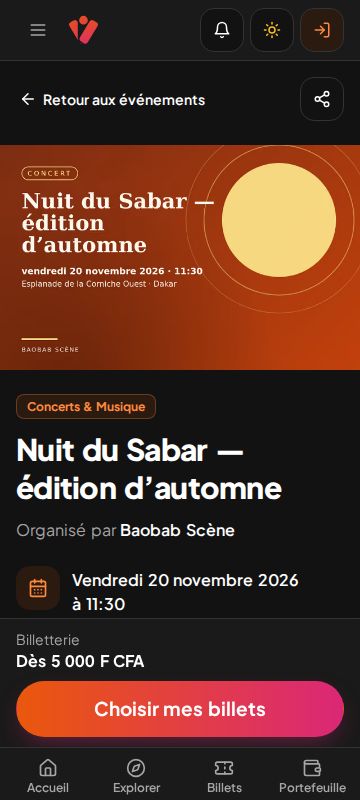 Retour aux événements
CONCERT
Nuit du Sabar —
édition
d’automne
vendredi 20 novembre 2026 · 11:30
Esplanade de la Corniche Ouest · Dakar
BAOBAB SCÈNE
Concerts & Musique
Nuit du Sabar —
édition d’automne
Organisé par Baobab Scène
Vendredi 20 novembre 2026
à 11:30
Billetterie
Dès 5 000 F CFA
Choisir mes billets
Accueil
Explorer
Billets
Portefeuille